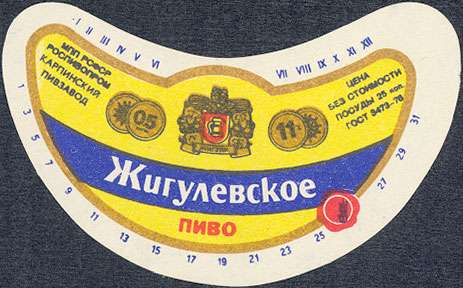 I II III IV V VI
VII VIII IX X XI XII
МПП РСФСР
РОСПИВОПРОМ
КАРПИНСКИЙ
ПИВЗАВОД
ЦЕНА
БЕЗ СТОИМОСТИ
ПОСУДЫ 25 коп.
ГОСТ 3473-78
0,5
11%
Жигулевское
ПИВО
1 3 5 7 9 11 13 15 17 19 21 23 25 27 29 31